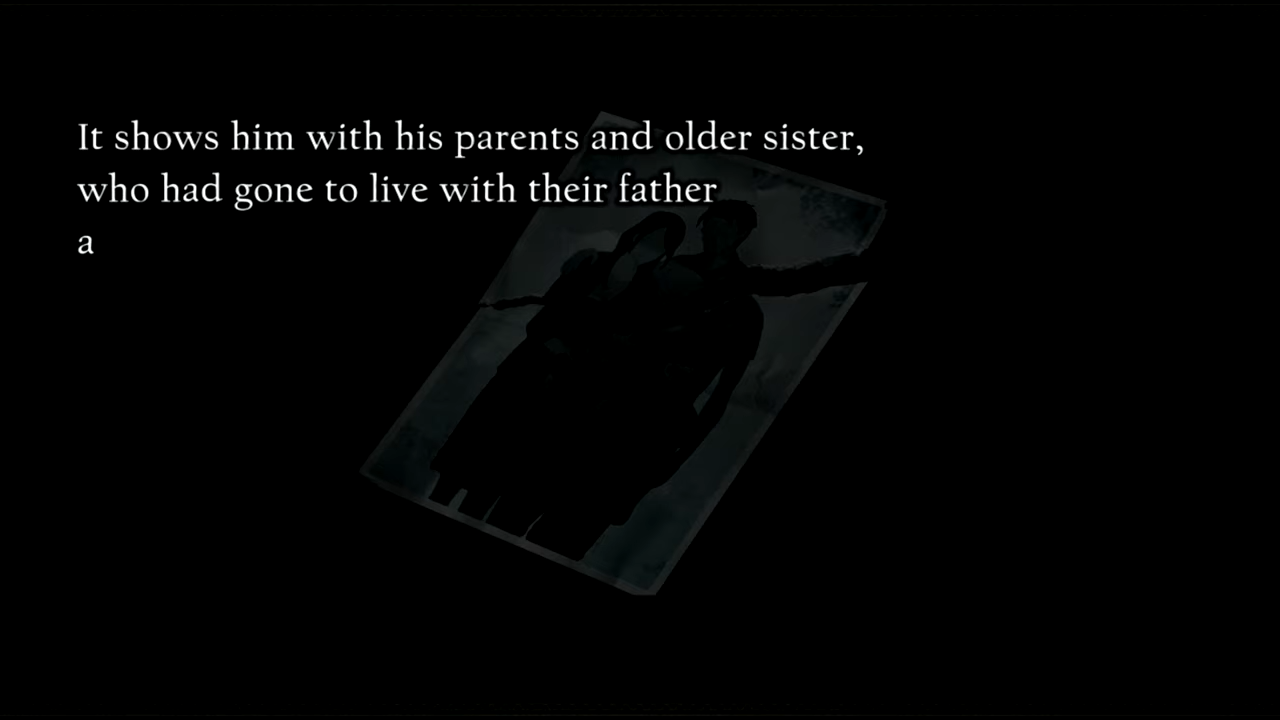 It shows him with his parents and older sister,
who had gone to live with their father
a